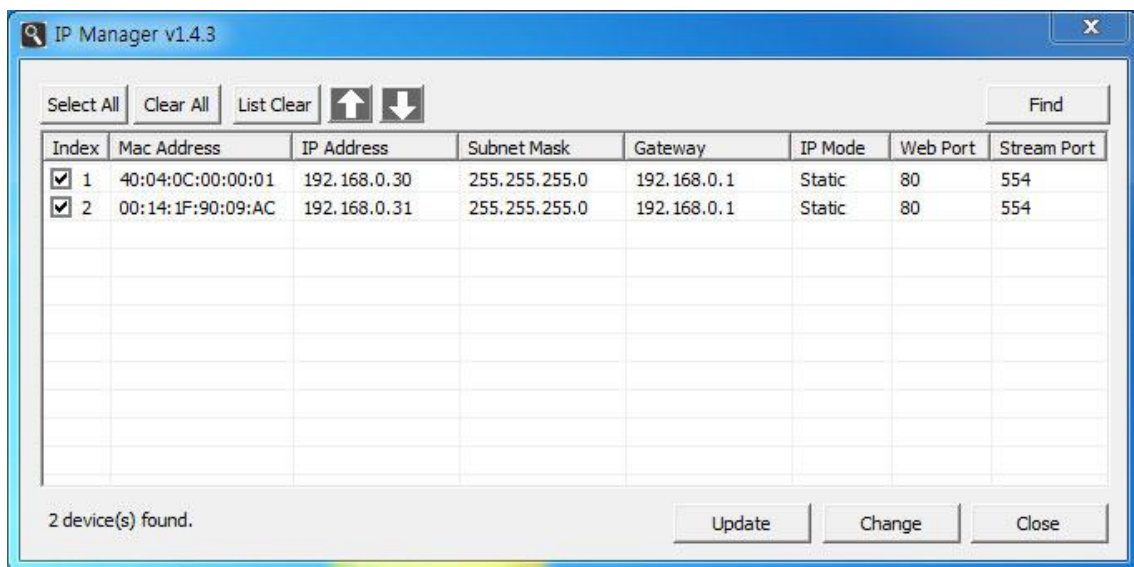 IP Manager v1.4.3
Select All Clear All List Clear Find
Index Mac Address IP Address Subnet Mask Gateway IP Mode Web Port Stream Port
1 40:04:0C:00:00:01 192.168.0.30 255.255.255.0 192.168.0.1 Static 80 554
2 00:14:1F:90:09:AC 192.168.0.31 255.255.255.0 192.168.0.1 Static 80 554
2 device(s) found. Update Change Close